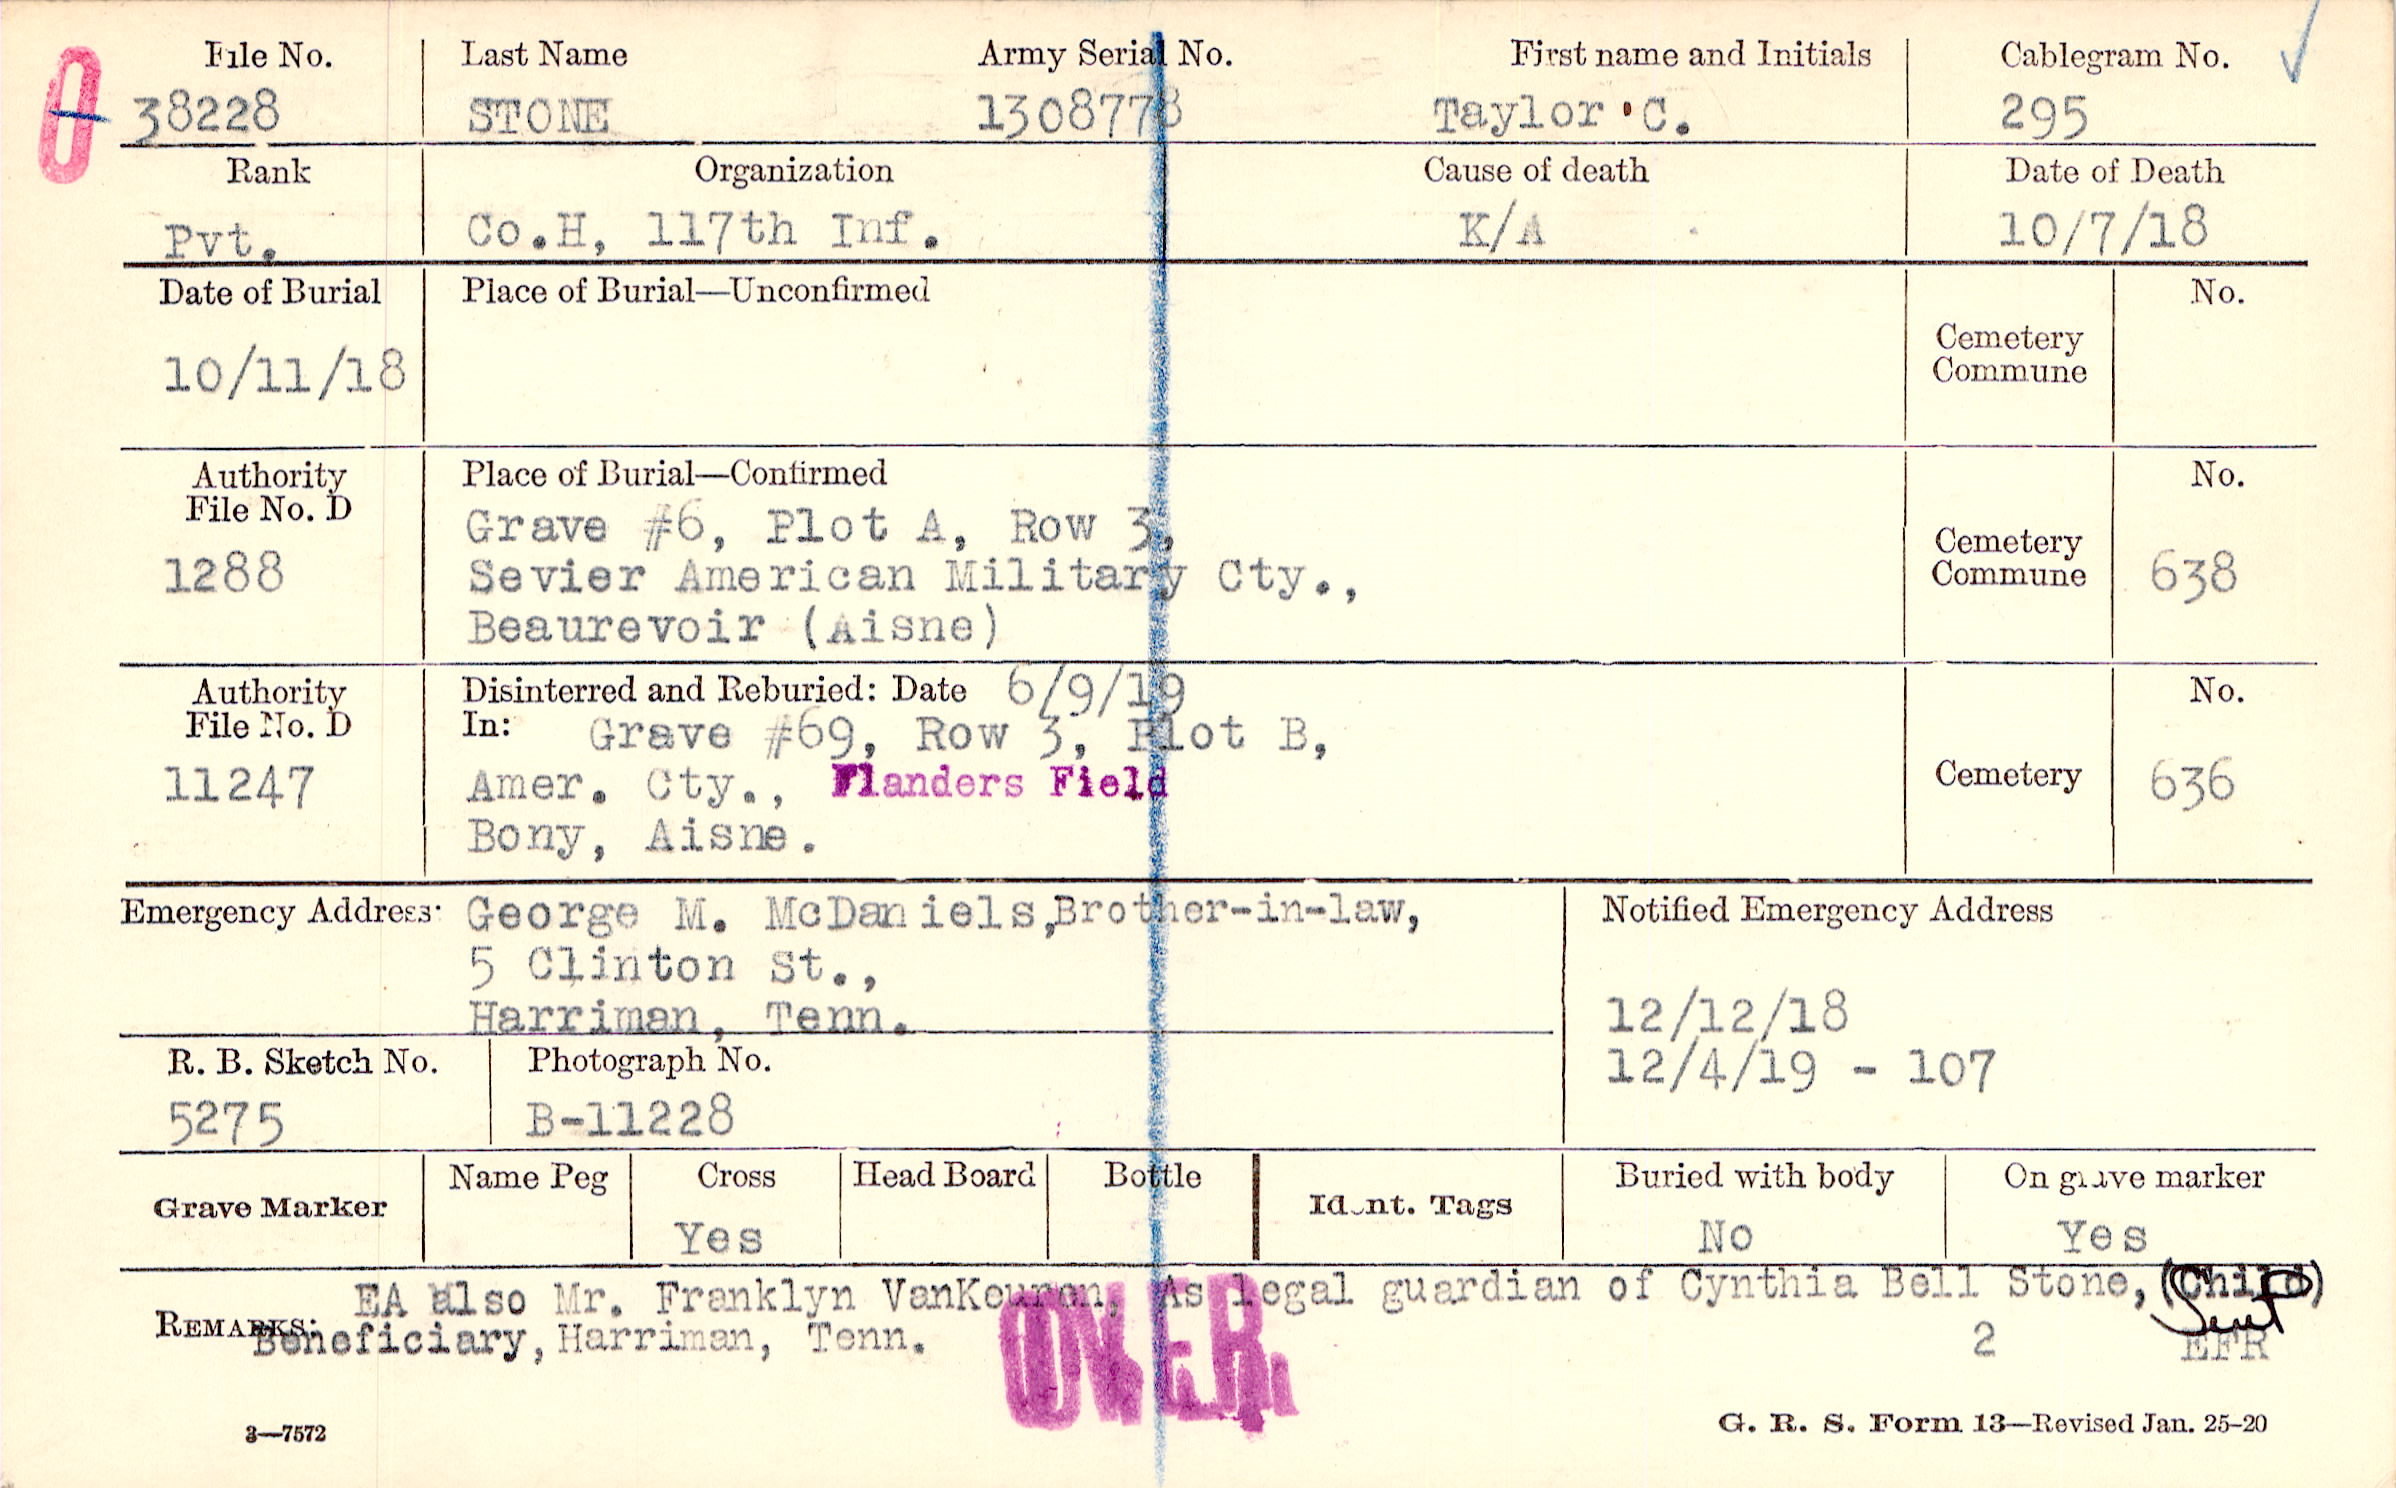 File No. Last Name Army Serial No. First name and Initials Cablegram No.
0 38228 STONE 1308778 Taylor C. 295
Rank Organization Cause of death Date of Death
Pvt. Co.H, 117th Inf. K/A 10/7/18
Date of Burial Place of Burial—Unconfirmed No.
Cemetery
Commune
10/11/18
Authority Place of Burial—Confirmed No.
File No. D
Grave #6, Plot A, Row 3,
1288 Sevier American Military Cty., Cemetery
Commune 638
Beaurevoir (Aisne)
Authority Disinterred and Reburied: Date 6/9/19 No.
File No. D In: Grave #69, Row 3, Plot B,
11247 Amer. Cty., Flanders Field Cemetery 636
Bony, Aisne.
Emergency Address: George M. McDaniels,Brother-in-law, Notified Emergency Address
5 Clinton St.,
Harriman, Tenn. 12/12/18
R. B. Sketch No. Photograph No. 12/4/19 - 107
5275 B-11228
Grave Marker Name Peg Cross Head Board Bottle Ident. Tags Buried with body On grave marker
Yes No Yes
REMARKS: EA also Mr. Franklyn VanKeuren, As legal guardian of Cynthia Bell Stone, (Child)
Beneficiary, Harriman, Tenn. 2 EFR
Sent
OVER
3—7572 G. R. S. Form 13—Revised Jan. 25-20